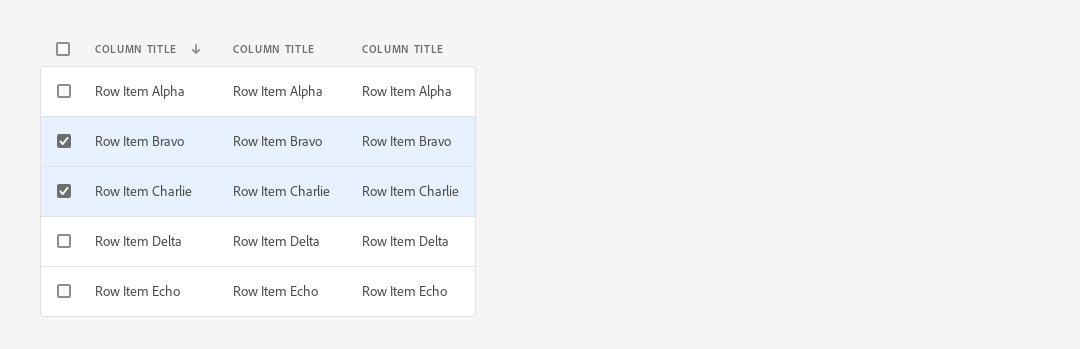 COLUMN TITLE COLUMN TITLE COLUMN TITLE
Row Item Alpha Row Item Alpha Row Item Alpha
Row Item Bravo Row Item Bravo Row Item Bravo
Row Item Charlie Row Item Charlie Row Item Charlie
Row Item Delta Row Item Delta Row Item Delta
Row Item Echo Row Item Echo Row Item Echo